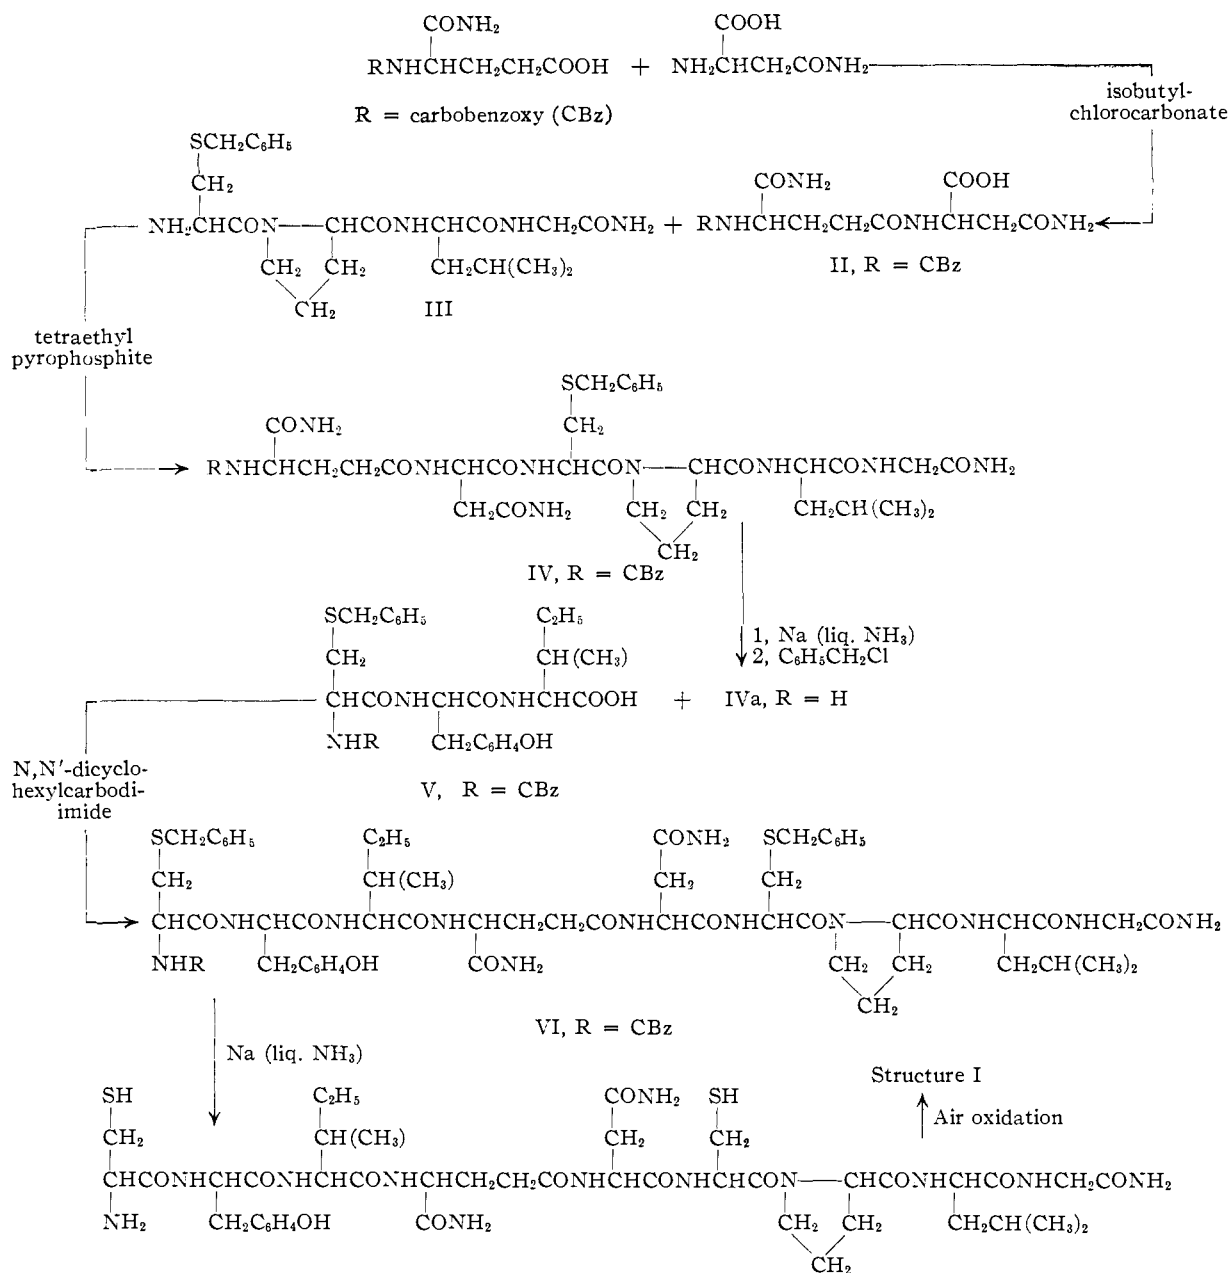 CONH₂ COOH
RNHCHCH₂CH₂COOH + NH₂CHCH₂CONH₂
R = carbobenzoxy (CBz)
isobutyl-
chlorocarbonate
SCH₂C₆H₅
CH₂
CONH₂ COOH
NH₂CHCON CHCONHCHCONHCH₂CONH₂ + RNHCHCH₂CH₂CONHCHCH₂CONH₂
CH₂ CH₂ CH₂CH(CH₃)₂
II, R = CBz
CH₂
III
tetraethyl
pyrophosphite
SCH₂C₆H₅
CONH₂ CH₂
RNHCHCH₂CH₂CONHCHCONHCHCON CHCONHCHCONHCH₂CONH₂
CH₂CONH₂ CH₂ CH₂ CH₂CH(CH₃)₂
CH₂
IV, R = CBz
SCH₂C₆H₅ C₂H₅
1, Na (liq. NH₃)
2, C₆H₅CH₂Cl
CH₂ CH(CH₃)
CHCONHCHCONHCHCOOH + IVa, R = H
NHR CH₂C₆H₄OH
V, R = CBz
N,N′-dicyclo-
hexylcarbodi-
imide
SCH₂C₆H₅ C₂H₅ CONH₂ SCH₂C₆H₅
CH₂ CH(CH₃) CH₂ CH₂
CHCONHCHCONHCHCONHCHCH₂CH₂CONHCHCONHCHCON CHCONHCHCONHCH₂CONH₂
NHR CH₂C₆H₄OH CONH₂ CH₂ CH₂ CH₂CH(CH₃)₂
CH₂
VI, R = CBz
Na (liq. NH₃)
Structure I
Air oxidation
SH C₂H₅ CONH₂ SH
CH₂ CH(CH₃) CH₂ CH₂
CHCONHCHCONHCHCONHCHCH₂CH₂CONHCHCONHCHCON CHCONHCHCONHCH₂CONH₂
NH₂ CH₂C₆H₄OH CONH₂ CH₂ CH₂ CH₂CH(CH₃)₂
CH₂